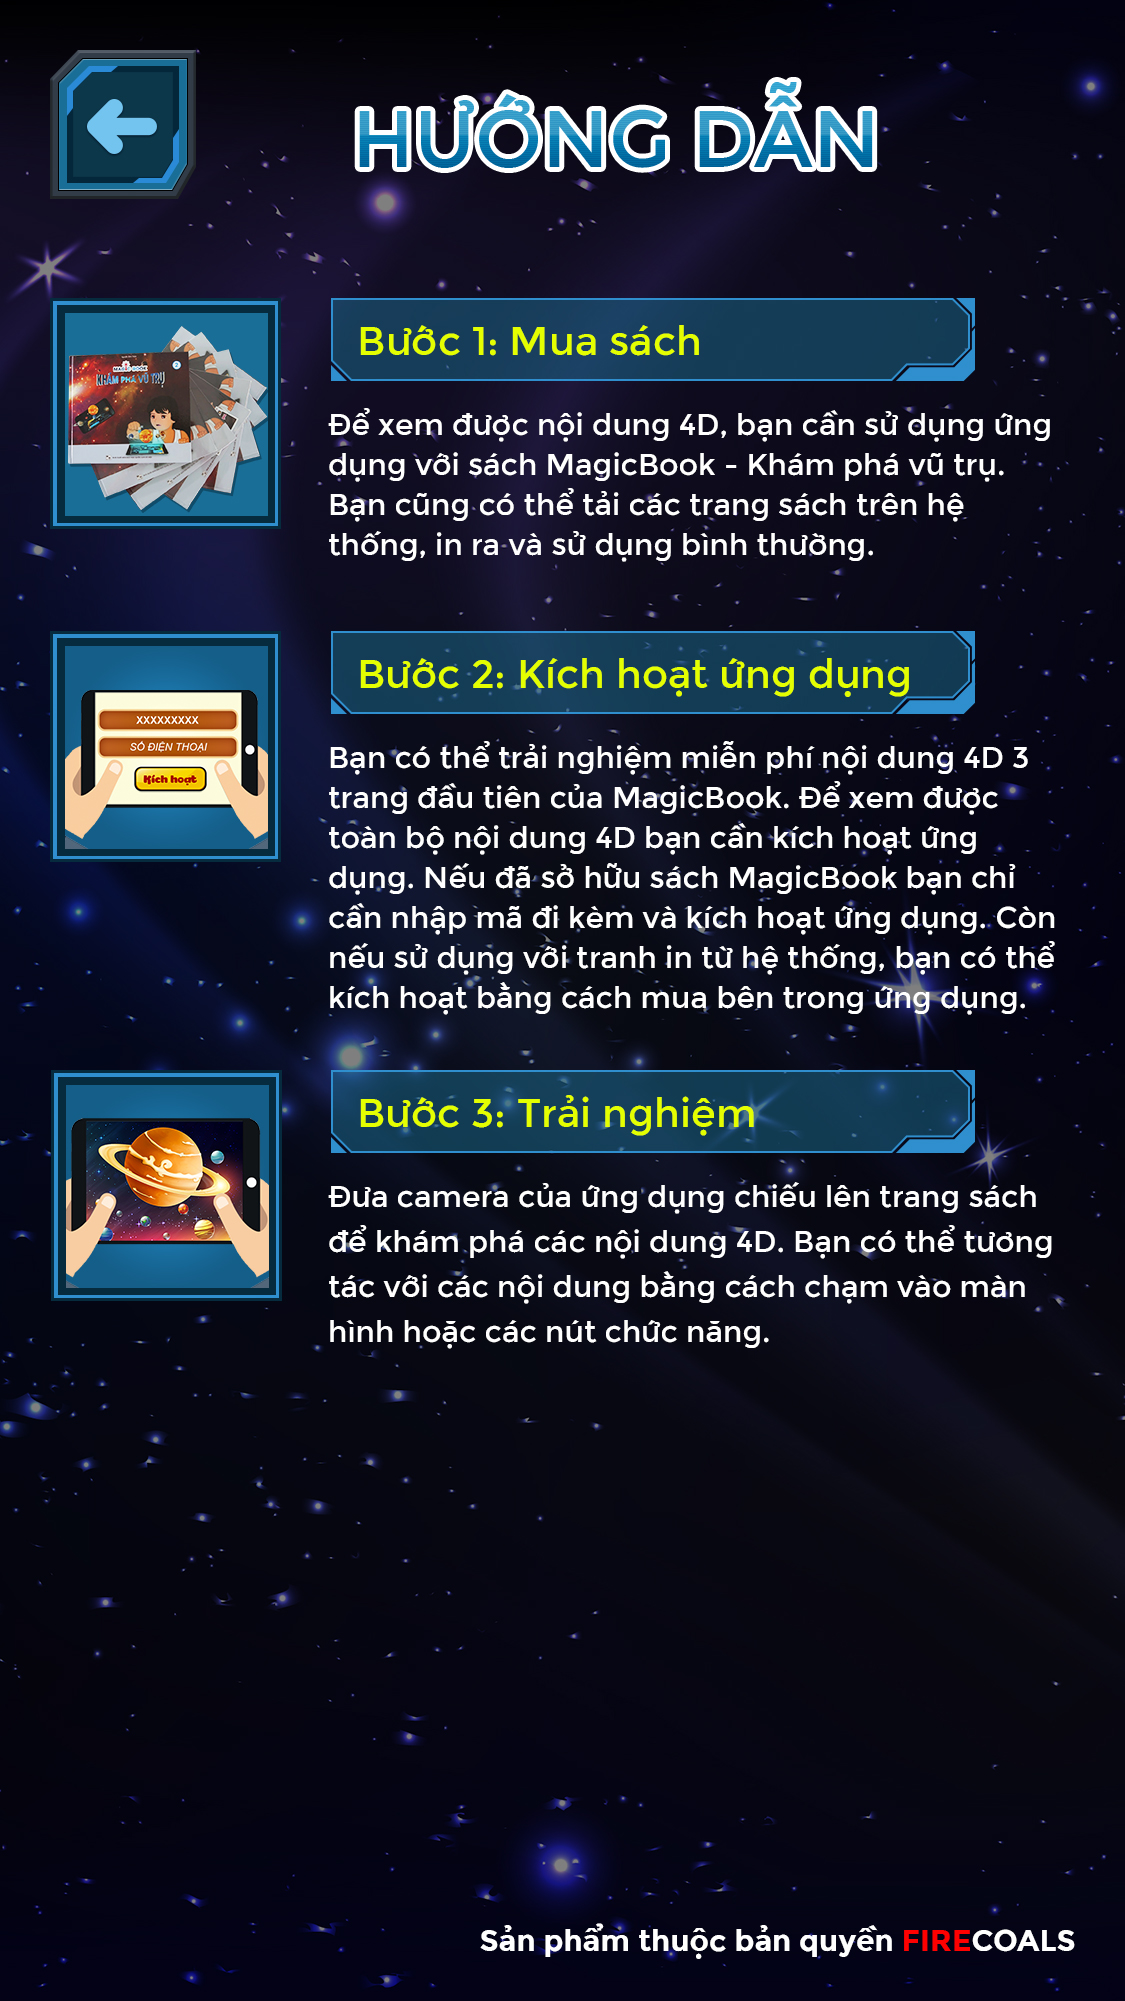 HƯỚNG DẪN
MAGIC BOOK
KHÁM PHÁ VŨ TRỤ
2
Bước 1: Mua sách
Để xem được nội dung 4D, bạn cần sử dụng ứng
dụng với sách MagicBook - Khám phá vũ trụ.
Bạn cũng có thể tải các trang sách trên hệ
thống, in ra và sử dụng bình thường.
XXXXXXXXX
SỐ ĐIỆN THOẠI
Kích hoạt
Bước 2: Kích hoạt ứng dụng
Bạn có thể trải nghiệm miễn phí nội dung 4D 3
trang đầu tiên của MagicBook. Để xem được
toàn bộ nội dung 4D bạn cần kích hoạt ứng
dụng. Nếu đã sở hữu sách MagicBook bạn chỉ
cần nhập mã đi kèm và kích hoạt ứng dụng. Còn
nếu sử dụng với tranh in từ hệ thống, bạn có thể
kích hoạt bằng cách mua bên trong ứng dụng.
Bước 3: Trải nghiệm
Đưa camera của ứng dụng chiếu lên trang sách
để khám phá các nội dung 4D. Bạn có thể tương
tác với các nội dung bằng cách chạm vào màn
hình hoặc các nút chức năng.
Sản phẩm thuộc bản quyền FIRECOALS